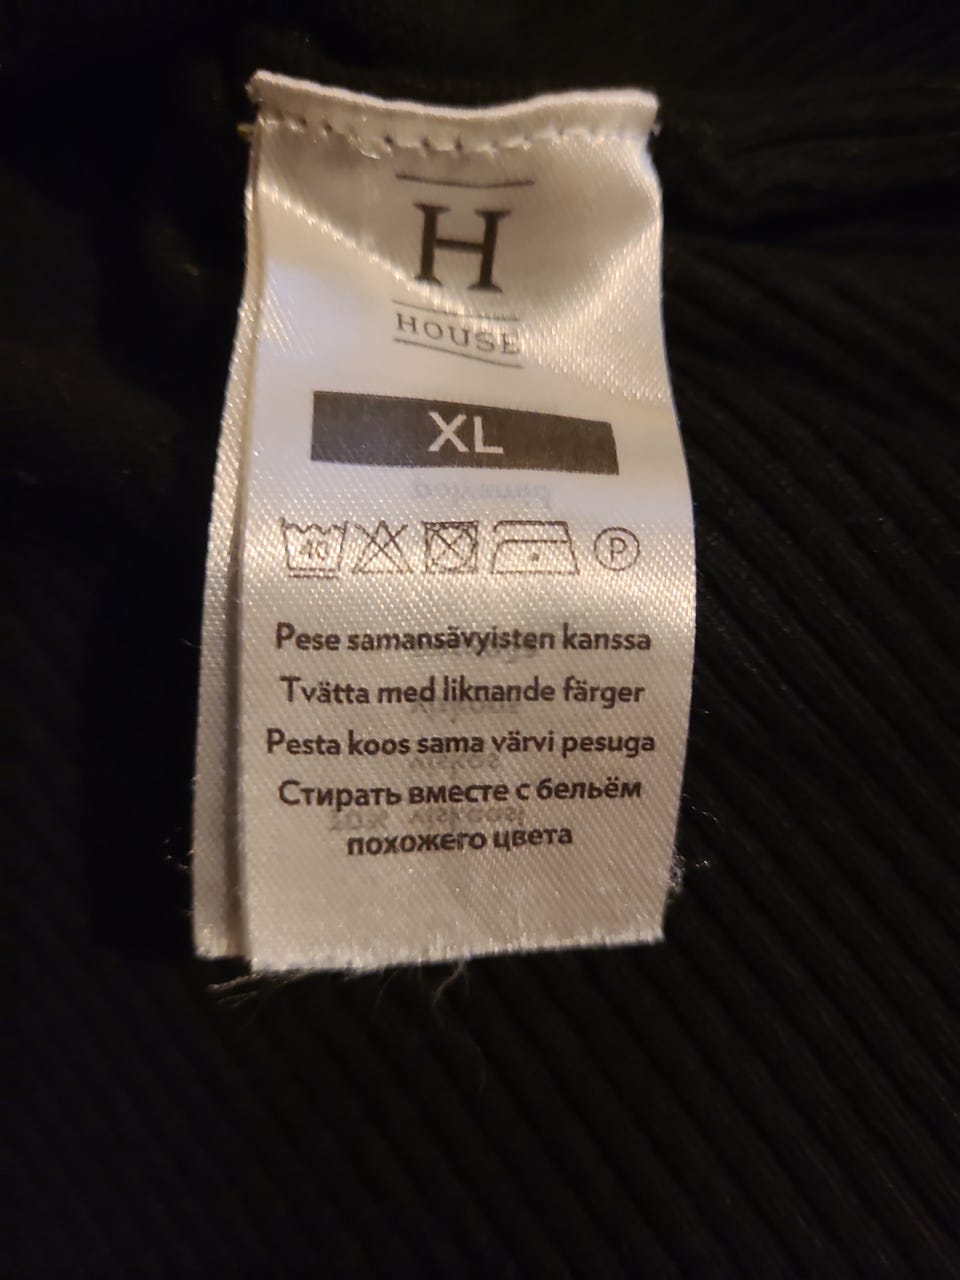 H
HOUSE
XL
40 P
Pese samansävyisten kanssa
Tvätta med liknande färger
Pesta koos sama värvi pesuga
Стирать вместе с бельём
похожего цвета